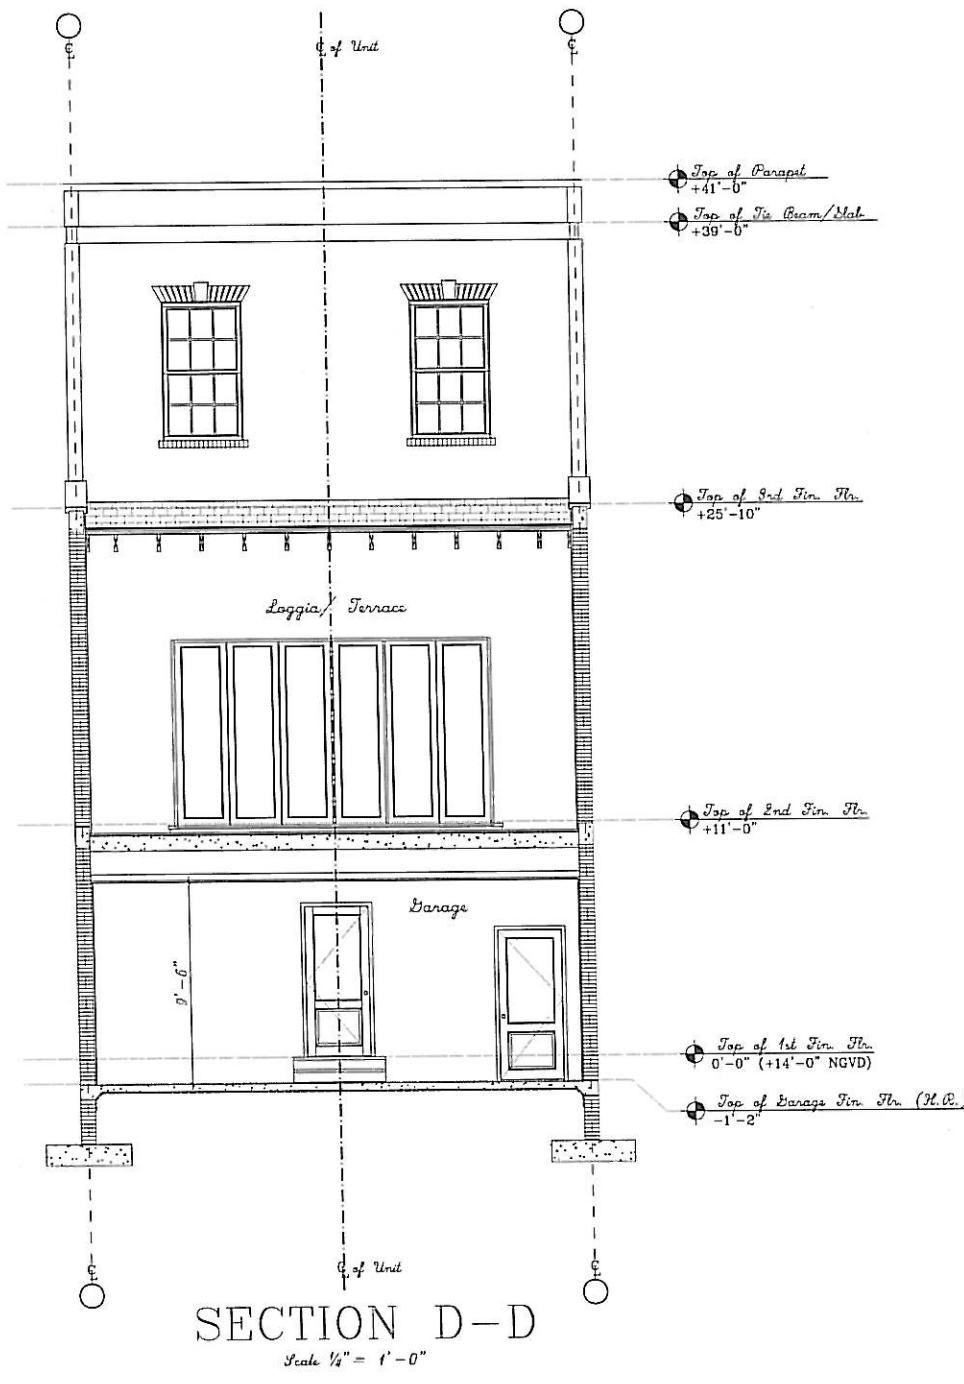 ℄ of Unit
℄
℄
Top of Parapet
+41'-0"
Top of Tie Beam/Slab
+39'-0"
Top of 3rd Fin. Flr.
+25'-10"
Loggia/ Terrace
Top of 2nd Fin. Flr.
+11'-0"
Garage
9'-6"
Top of 1st Fin. Flr.
0'-0" (+14'-0" NGVD)
Top of Garage Fin. Flr. (H.P.
-1'-2"
℄
℄ of Unit
℄
SECTION D-D
Scale 1/4" = 1'-0"